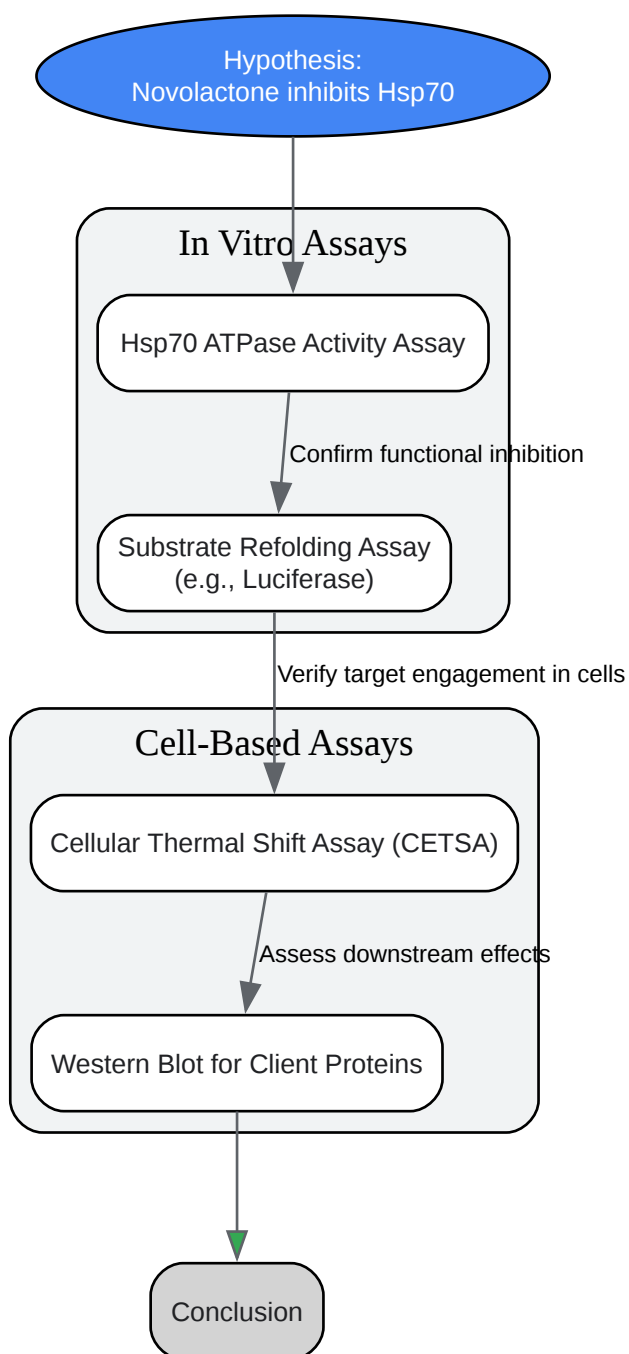 Hypothesis:
Novolactone inhibits Hsp70
In Vitro Assays
Hsp70 ATPase Activity Assay
Confirm functional inhibition
Substrate Refolding Assay
(e.g., Luciferase)
Verify target engagement in cells
Cell-Based Assays
Cellular Thermal Shift Assay (CETSA)
Assess downstream effects
Western Blot for Client Proteins
Conclusion